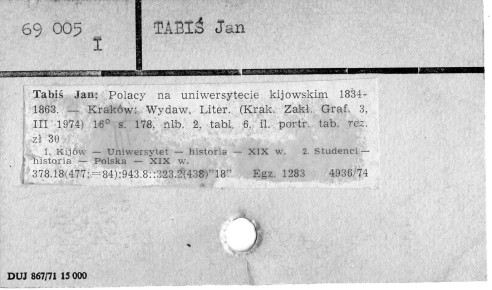 69 005
I
TABIŚ Jan
Tabiś Jan: Polacy na uniwersytecie kijowskim 1834-
1863. — Kraków: Wydaw. Liter. (Krak. Zakł. Graf. 3,
III 1974) 16° s. 178, nlb. 2, tabl. 6, il. portr. tab. rez.
zł 39
1. Kijów — Uniwersytet — historia — XIX w. 2. Studenci —
historia — Polska — XIX w.
378.18(477:=84):943.8::323.2(438)"18" Egz. 1283 4936/74
DUJ 867/71 15 000